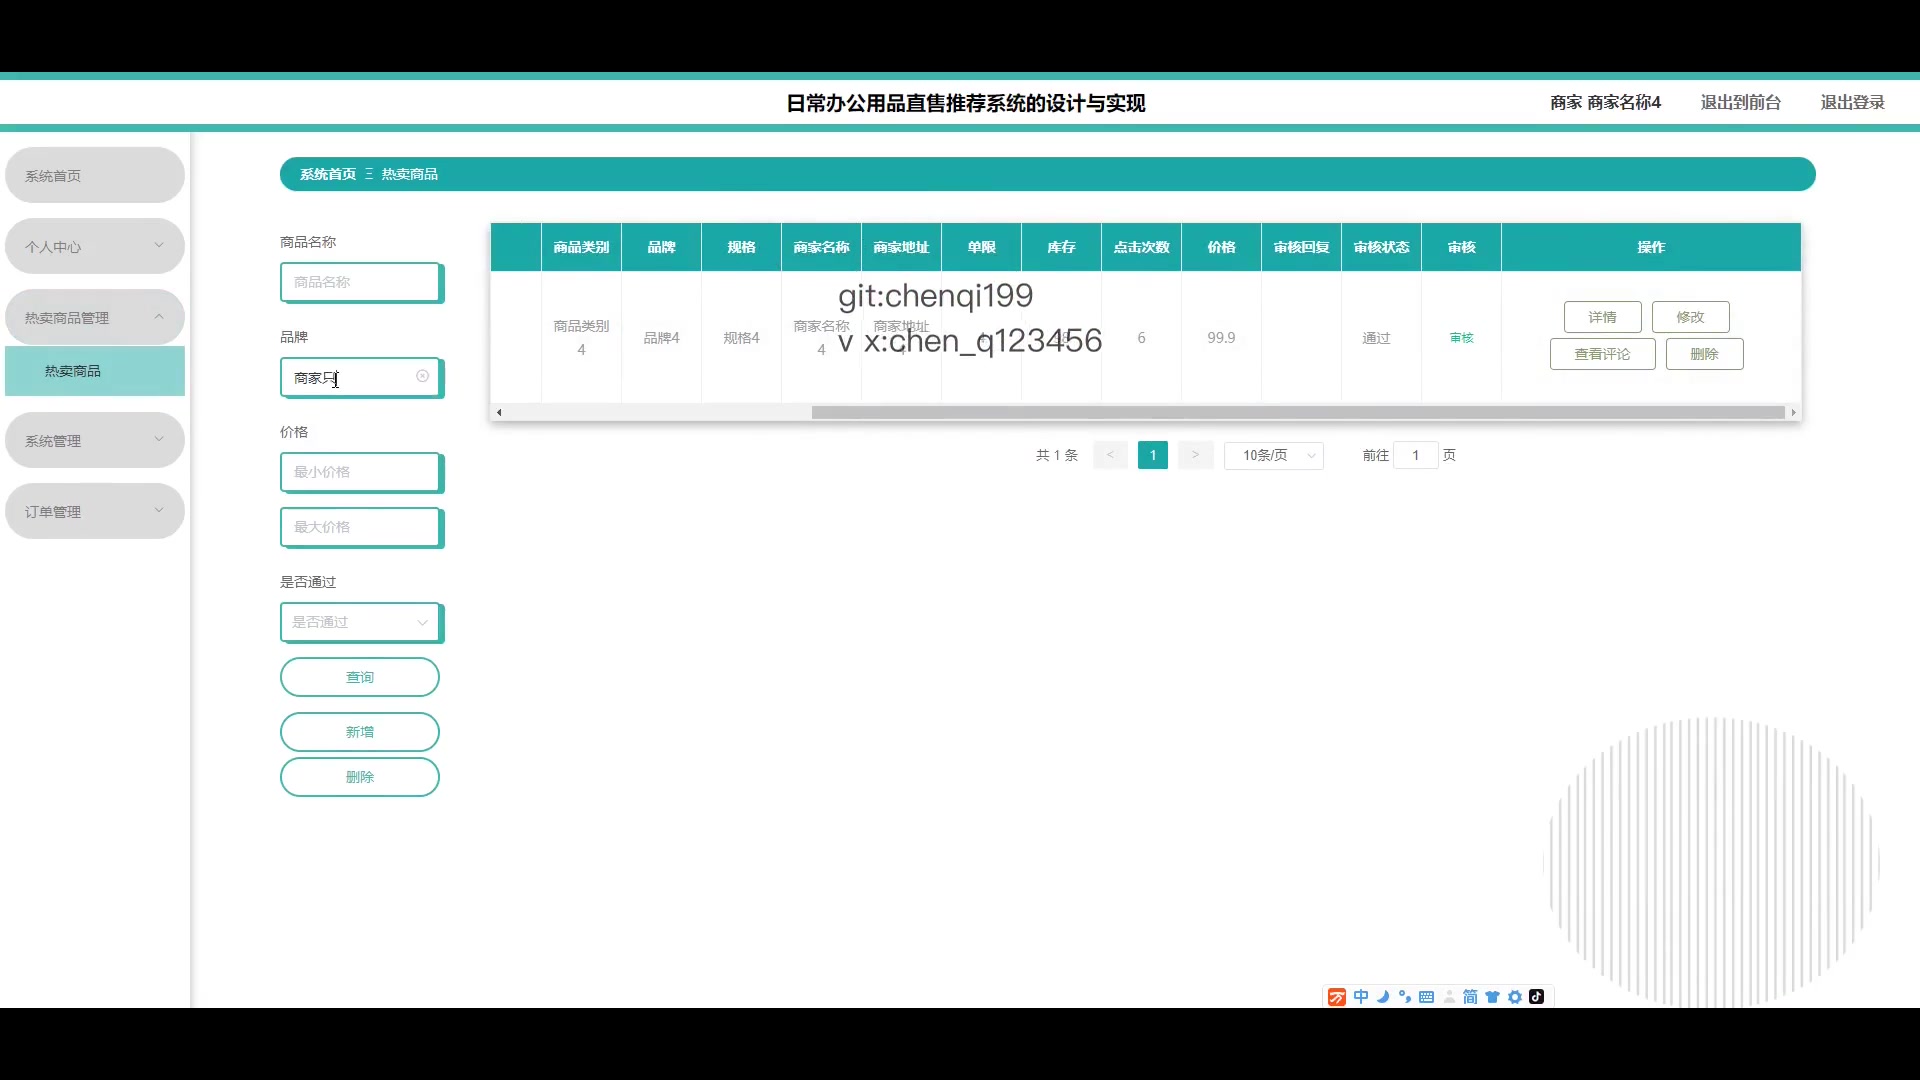 日常办公用品直售推荐系统的设计与实现
商家 商家名称4
退出到前台
退出登录
系统首页
个人中心
热卖商品管理
热卖商品
系统管理
订单管理
系统首页 Ξ 热卖商品
商品名称
商品名称
品牌
商家只
价格
最小价格
最大价格
是否通过
是否通过
查询
新增
删除
商品类别 品牌 规格 商家名称 商家地址 单限 库存 点击次数 价格 审核回复 审核状态 审核 操作
商品类别4 品牌4 规格4 商家名称4 商家地址4 6 99.9 通过 审核
详情 修改
查看评论 删除
git:chenqi199
v x:chen_q123456
共 1 条 < 1 > 10条/页 前往 1 页
中 简